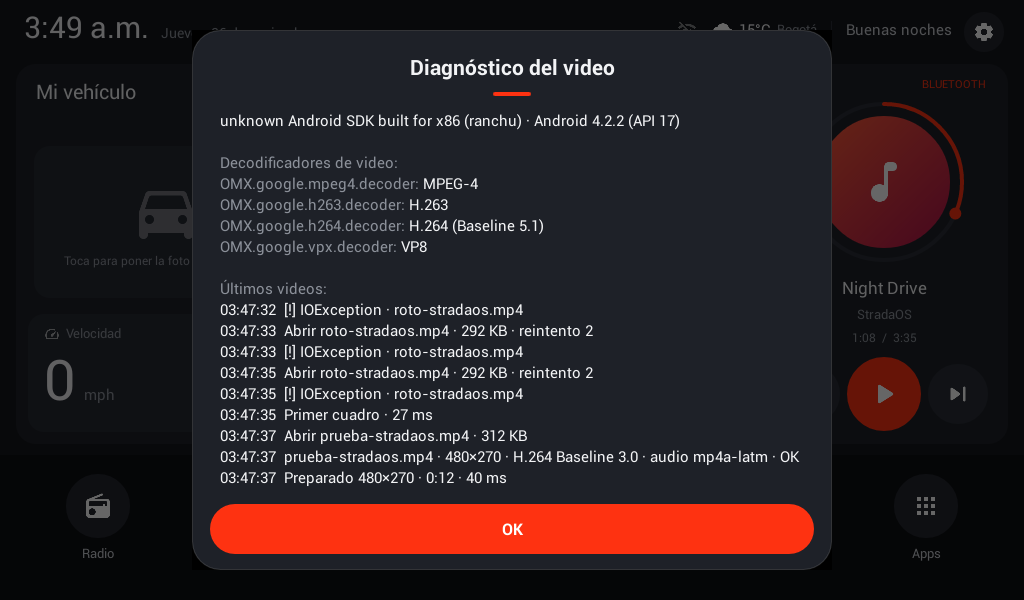 3:49 a.m.
15°C Bogotá
Buenas noches
Diagnóstico del video
Mi vehículo
BLUETOOTH
unknown Android SDK built for x86 (ranchu) · Android 4.2.2 (API 17)
Decodificadores de video:
OMX.google.mpeg4.decoder: MPEG-4
OMX.google.h263.decoder: H.263
OMX.google.h264.decoder: H.264 (Baseline 5.1)
OMX.google.vpx.decoder: VP8
Toca para poner la foto
Últimos videos:
03:47:32 [!] IOException · roto-stradaos.mp4
03:47:33 Abrir roto-stradaos.mp4 · 292 KB · reintento 2
03:47:33 [!] IOException · roto-stradaos.mp4
03:47:35 Abrir roto-stradaos.mp4 · 292 KB · reintento 2
03:47:35 [!] IOException · roto-stradaos.mp4
03:47:35 Primer cuadro · 27 ms
03:47:37 Abrir prueba-stradaos.mp4 · 312 KB
03:47:37 prueba-stradaos.mp4 · 480×270 · H.264 Baseline 3.0 · audio mp4a-latm · OK
03:47:37 Preparado 480×270 · 0:12 · 40 ms
OK
Velocidad
0 mph
Night Drive
StradaOS
1:08 / 3:35
Radio
Apps